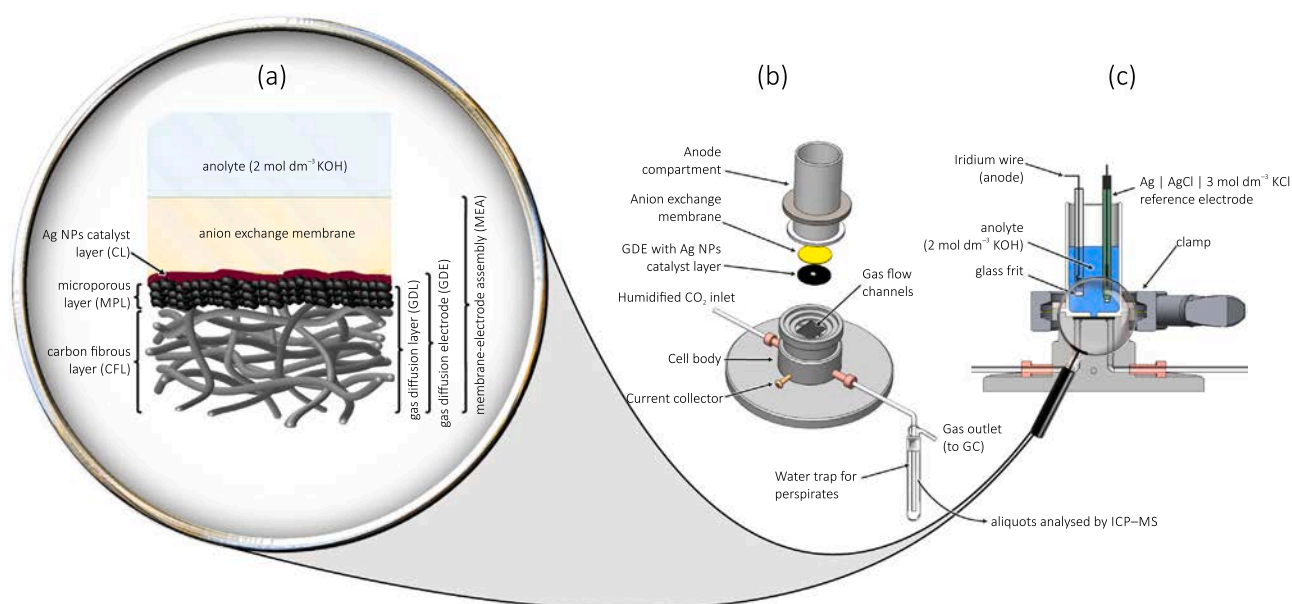 (a)
anolyte (2 mol dm⁻³ KOH)
anion exchange membrane
Ag NPs catalyst
layer (CL)
microporous
layer (MPL)
carbon fibrous
layer (CFL)
gas diffusion layer (GDL)
gas diffusion electrode (GDE)
membrane-electrode assembly (MEA)
(b)
Anode
compartment
Anion exchange
membrane
GDE with Ag NPs
catalyst layer
Gas flow
channels
Humidified CO₂ inlet
Cell body
Current collector
Gas outlet
(to GC)
Water trap for
perspirates
aliquots analysed by ICP–MS
(c)
Iridium wire
(anode)
Ag | AgCl | 3 mol dm⁻³ KCl
reference electrode
anolyte
(2 mol dm⁻³ KOH)
clamp
glass frit